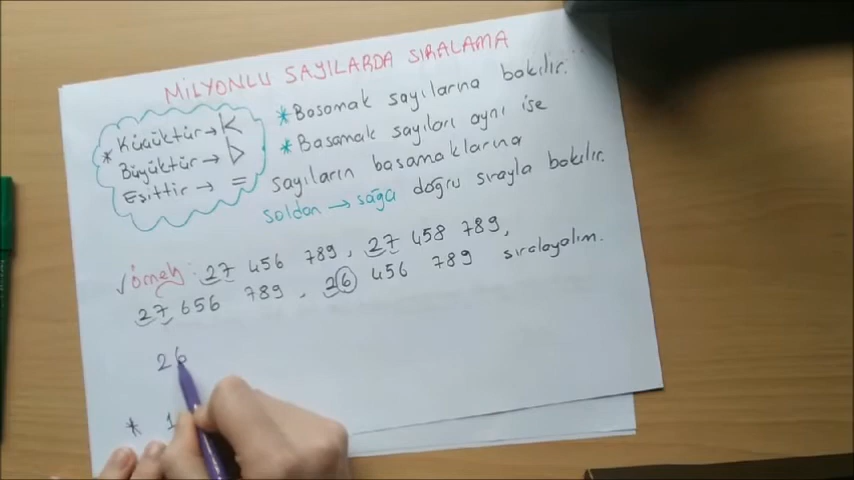 MİLYONLU SAYILARDA SIRALAMA
* Küçüktür → <
Büyüktür → >
Eşittir → =
* Basamak sayılarına bakılır.
* Basamak sayıları aynı ise
sayıların basamaklarına
soldan → sağa doğru sırayla bakılır.
√ Örnek: 27 456 789, 27 458 789,
27 656 789, 26 456 789 sıralayalım.
26
* 1